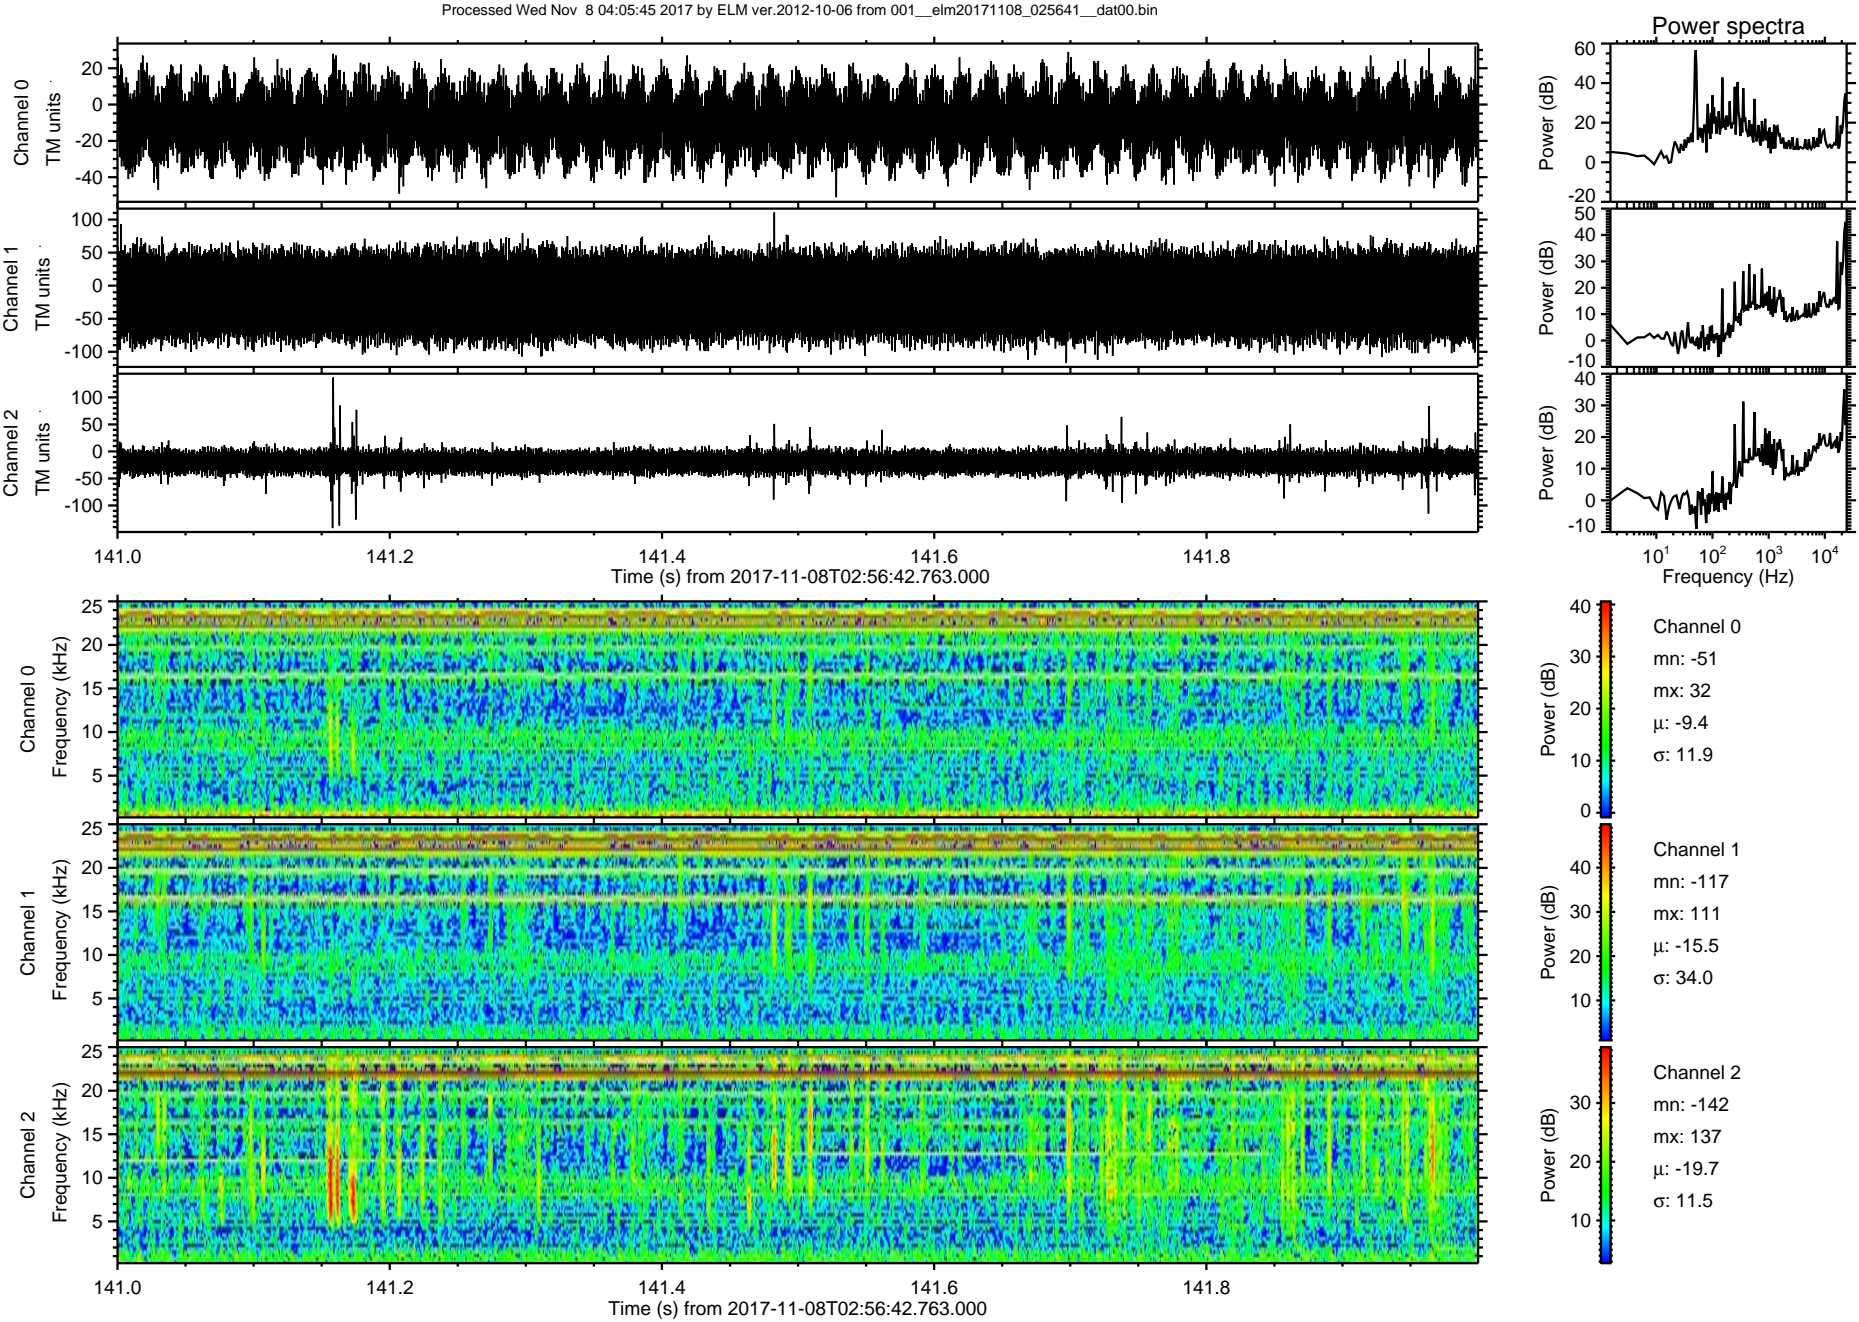 Processed Wed Nov  8 04:05:45 2017 by ELM ver.2012-10-06 from 001__elm20171108_025641__dat00.bin
Power spectra
Channel 0
TM units
20
0
-20
-40
Power (dB)
60
40
20
0
-20
Channel 1
TM units
100
50
0
-50
-100
Power (dB)
50
40
30
20
10
0
-10
Channel 2
TM units
100
50
0
-50
-100
Power (dB)
40
30
20
10
0
-10
141.0 141.2 141.4 141.6 141.8
Time (s) from 2017-11-08T02:56:42.763.000
10¹ 10² 10³ 10⁴
Frequency (Hz)
Channel 0
Frequency (kHz)
25
20
15
10
5
Power (dB)
40
30
20
10
0
Channel 0
mn: -51
mx: 32
μ: -9.4
σ: 11.9
Channel 1
Frequency (kHz)
25
20
15
10
5
Power (dB)
40
30
20
10
Channel 1
mn: -117
mx: 111
μ: -15.5
σ: 34.0
Channel 2
Frequency (kHz)
25
20
15
10
5
Power (dB)
30
20
10
Channel 2
mn: -142
mx: 137
μ: -19.7
σ: 11.5
141.0 141.2 141.4 141.6 141.8
Time (s) from 2017-11-08T02:56:42.763.000